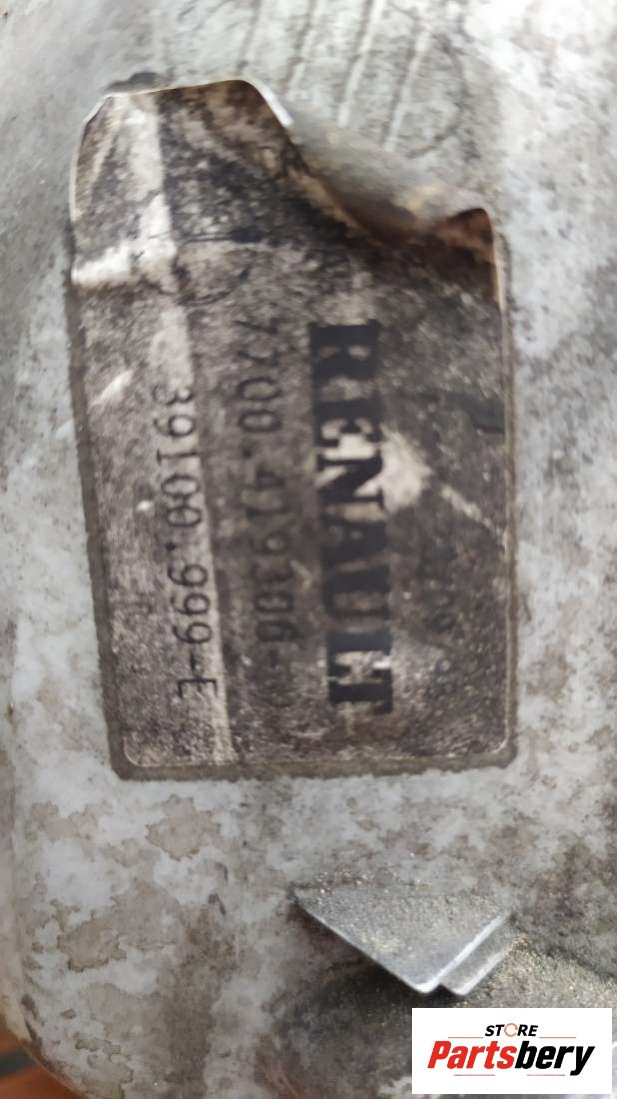 RENAULT
7700.419306-
39100.999-E
STORE
Partsbery